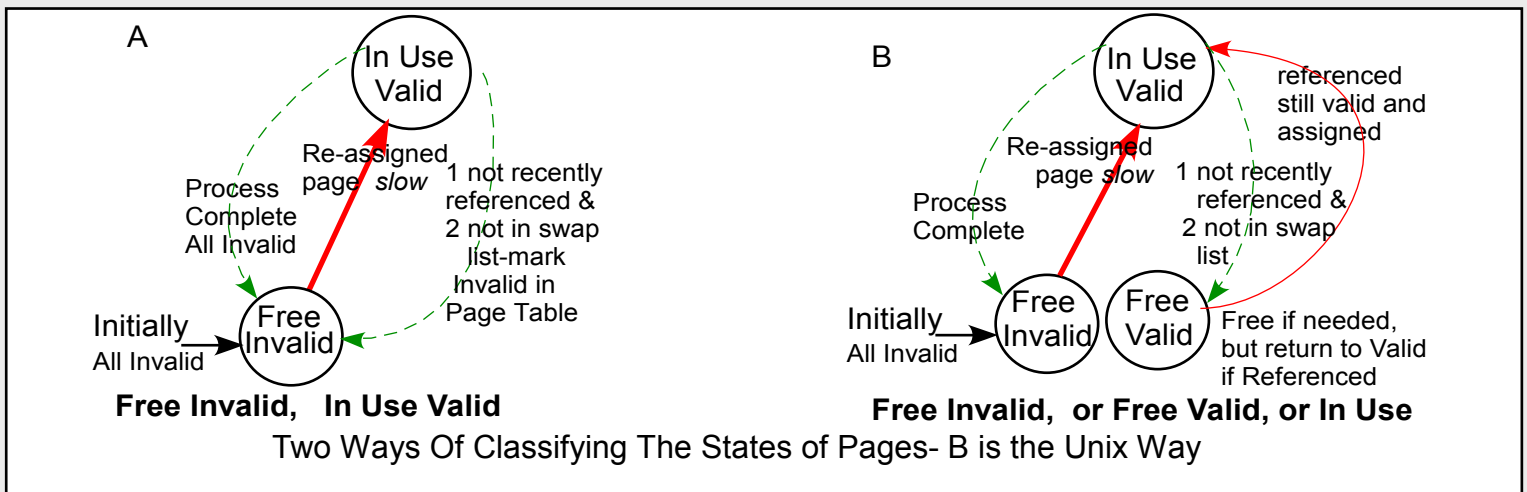 A
In Use
Valid
Re-assigned
page slow
Process
Complete
All Invalid
1 not recently
referenced &
2 not in swap
list-mark
Invalid in
Page Table
Initially
All Invalid
Free
Invalid
Free Invalid, In Use Valid
B
In Use
Valid
referenced
still valid and
assigned
Re-assigned
page slow
Process
Complete
1 not recently
referenced &
2 not in swap
list
Initially
All Invalid
Free
Invalid
Free
Valid
Free if needed,
but return to Valid
if Referenced
Free Invalid, or Free Valid, or In Use
Two Ways Of Classifying The States of Pages- B is the Unix Way